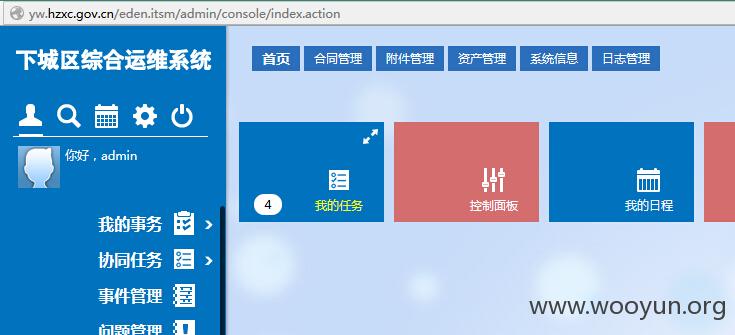 yw.hzxc.gov.cn/eden.itsm/admin/console/index.action
下城区综合运维系统
首页 合同管理 附件管理 资产管理 系统信息 日志管理
你好，admin
4 我的任务 控制面板 我的日程
我的事务
协同任务
事件管理
问题管理
www.wooyun.org